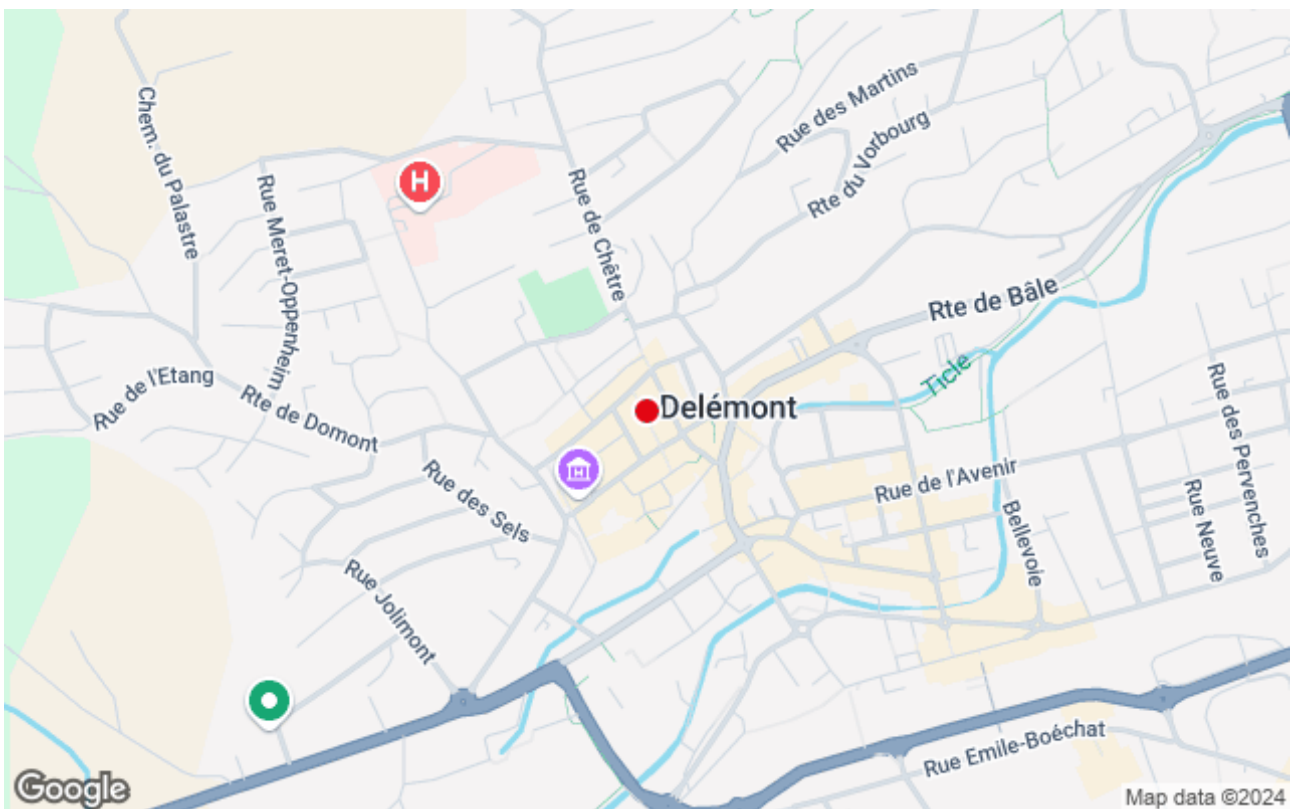 Rue des Martins
Chem. du Palastre
Rte du Vorbourg
H
Rue de Chêtre
Rue Meret-Oppenheim
Rte de Bâle
Ticle
Rue de l'Etang
Rte de Domont
Delémont
Rue des Pervenches
Rue de l'Avenir
Rue des Sels
Rue Neuve
Bellevoie
Rue Jolimont
Rue Emile-Boéchat
Google
Map data ©2024